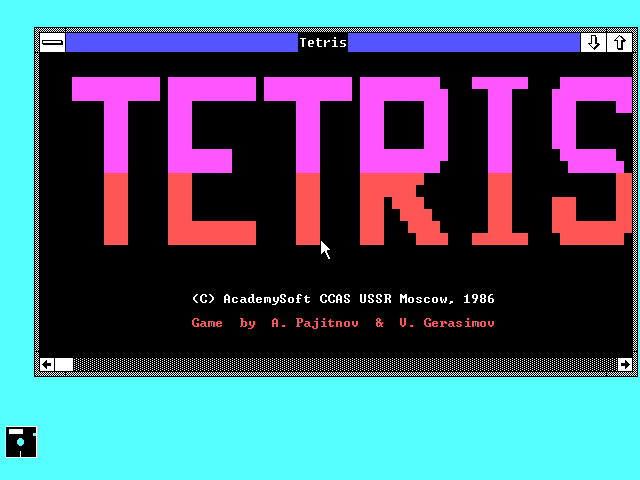 Tetris
TETRIS
(C) AcademySoft CCAS USSR Moscow, 1986
Game by A. Pajitnov & V. Gerasimov